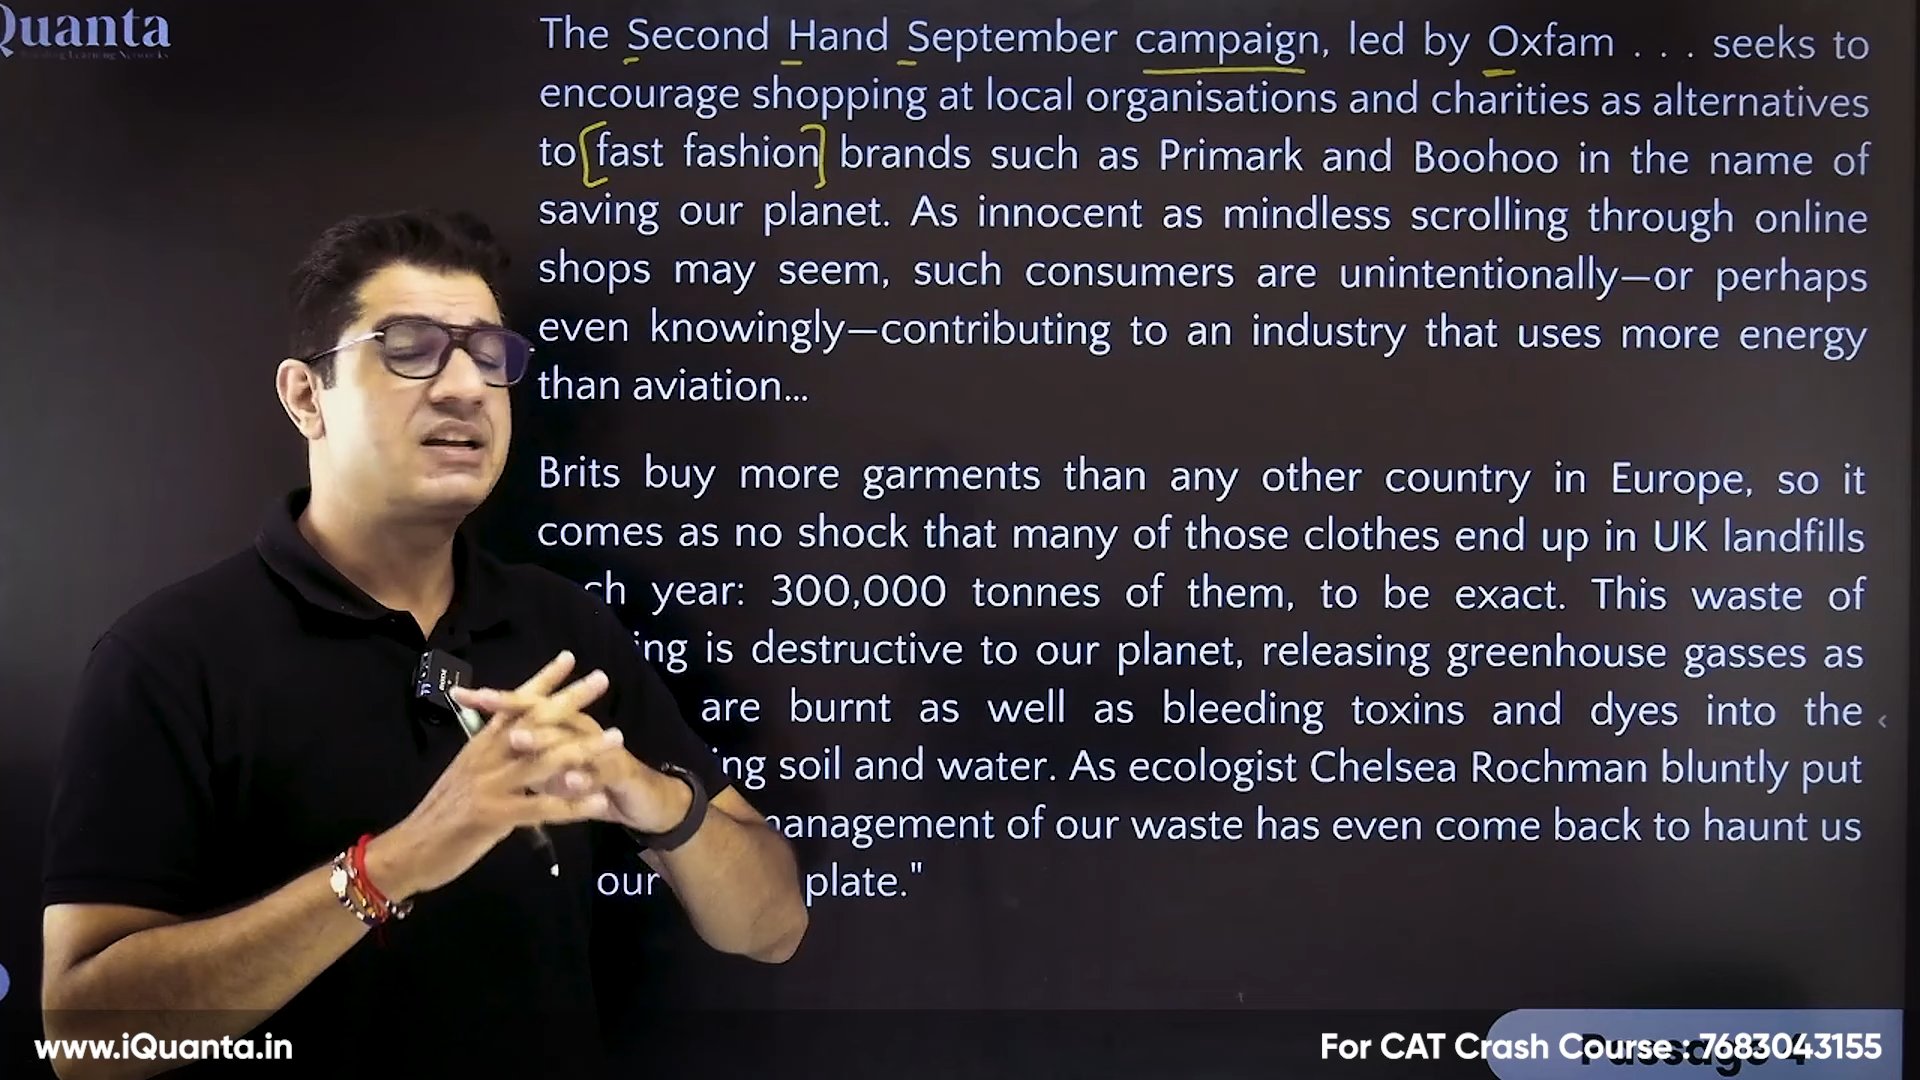 Quanta
The Second Hand September campaign, led by Oxfam . . . seeks to
encourage shopping at local organisations and charities as alternatives
to [fast fashion] brands such as Primark and Boohoo in the name of
saving our planet. As innocent as mindless scrolling through online
shops may seem, such consumers are unintentionally—or perhaps
even knowingly—contributing to an industry that uses more energy
than aviation...
Brits buy more garments than any other country in Europe, so it
comes as no shock that many of those clothes end up in UK landfills
ch year: 300,000 tonnes of them, to be exact. This waste of
ing is destructive to our planet, releasing greenhouse gasses as
are burnt as well as bleeding toxins and dyes into the
ng soil and water. As ecologist Chelsea Rochman bluntly put
management of our waste has even come back to haunt us
our plate."
www.iQuanta.in
For CAT Crash Course : 7683043155
Passage 4